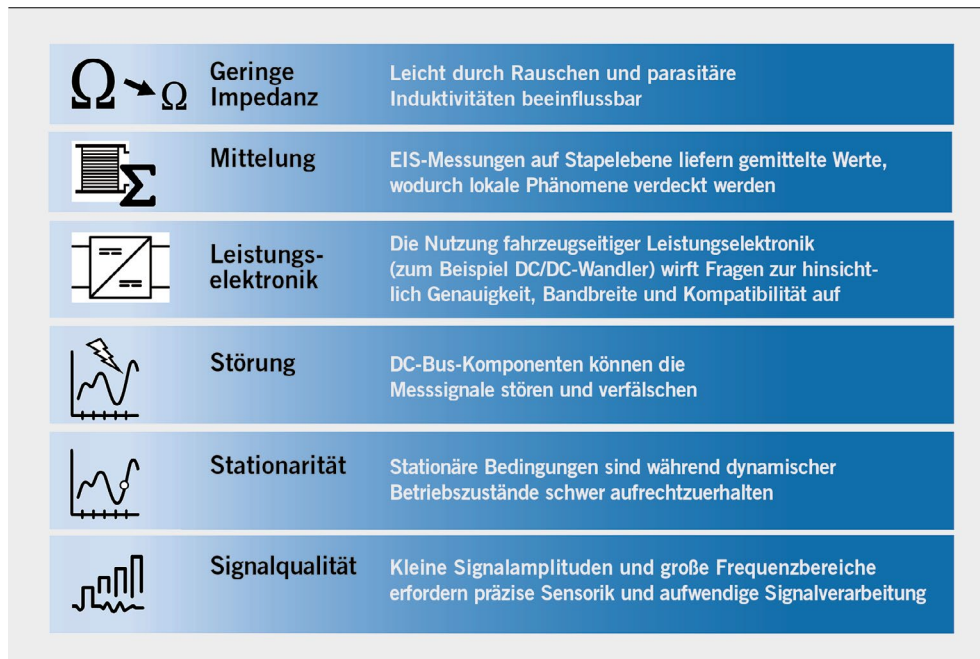 Ω Ω
Geringe
Impedanz
Leicht durch Rauschen und parasitäre
Induktivitäten beeinflussbar
Σ
Mittelung
EIS-Messungen auf Stapelebene liefern gemittelte Werte,
wodurch lokale Phänomene verdeckt werden
Leistungs-
elektronik
Die Nutzung fahrzeugseitiger Leistungselektronik
(zum Beispiel DC/DC-Wandler) wirft Fragen zur hinsicht-
lich Genauigkeit, Bandbreite und Kompatibilität auf
Störung
DC-Bus-Komponenten können die
Messsignale stören und verfälschen
Stationarität
Stationäre Bedingungen sind während dynamischer
Betriebszustände schwer aufrechtzuerhalten
Signalqualität
Kleine Signalamplituden und große Frequenzbereiche
erfordern präzise Sensorik und aufwendige Signalverarbeitung